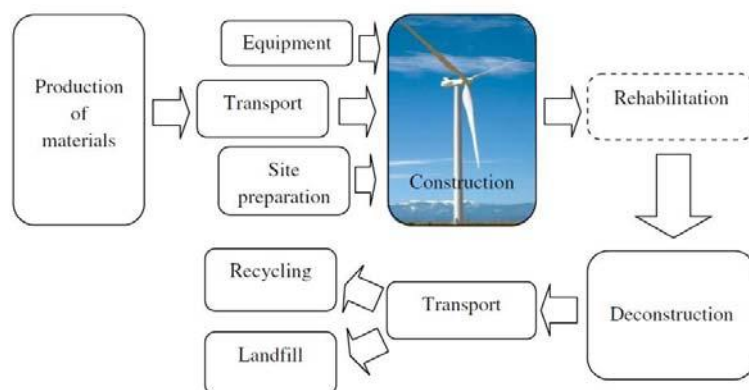 Production
of
materials
Equipment
Transport
Site
preparation
Construction
Rehabilitation
Deconstruction
Transport
Recycling
Landfill